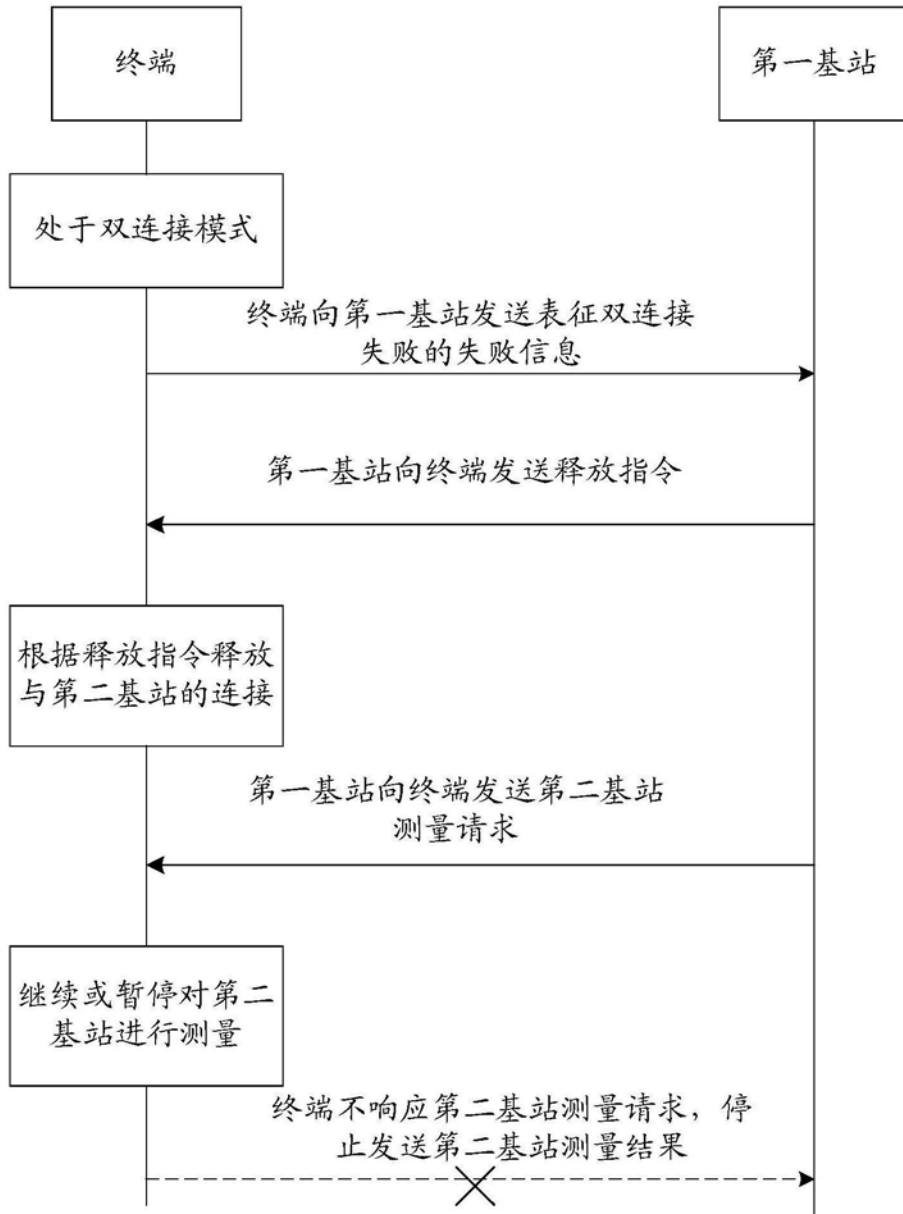 终端
第一基站
处于双连接模式
终端向第一基站发送表征双连接
失败的失败信息
第一基站向终端发送释放指令
根据释放指令释放
与第二基站的连接
第一基站向终端发送第二基站
测量请求
继续或暂停对第二
基站进行测量
终端不响应第二基站测量请求，停
止发送第二基站测量结果